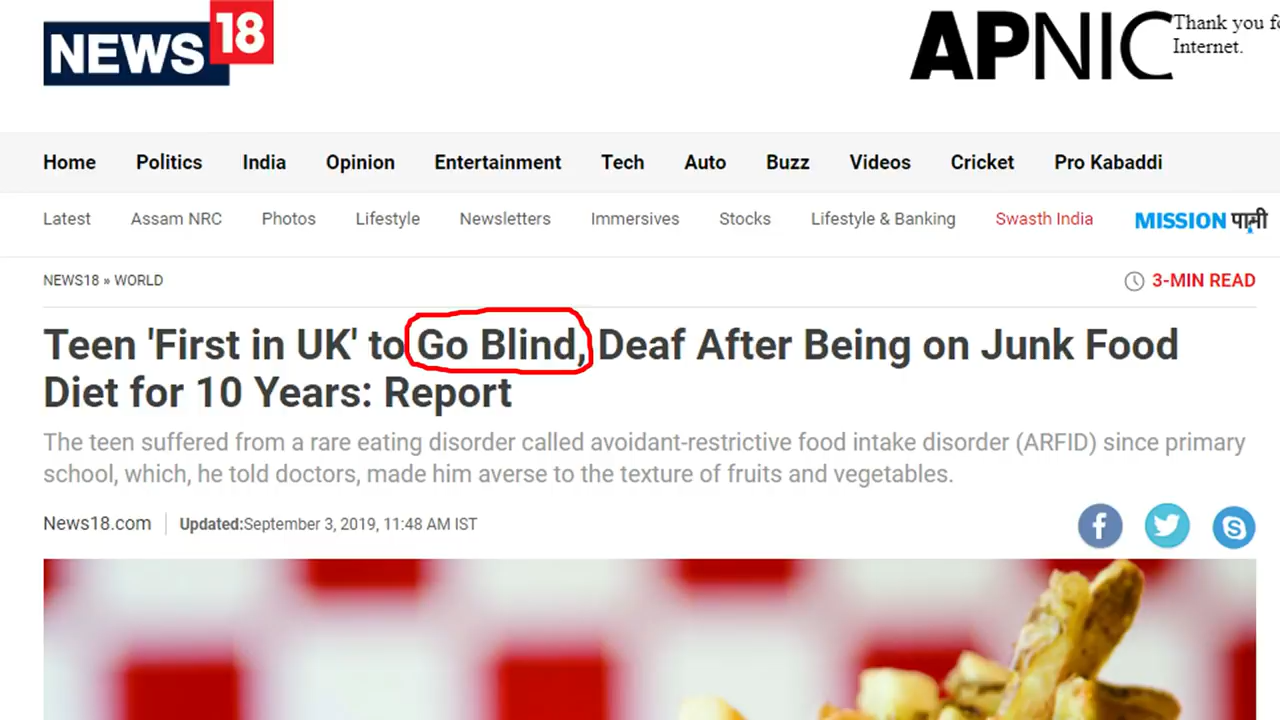 NEWS 18
APNIC
Thank you fo
Internet.
Home Politics India Opinion Entertainment Tech Auto Buzz Videos Cricket Pro Kabaddi
Latest Assam NRC Photos Lifestyle Newsletters Immersives Stocks Lifestyle & Banking Swasth India MISSION पानी
NEWS18 » WORLD
3-MIN READ
Teen 'First in UK' to Go Blind, Deaf After Being on Junk Food
Diet for 10 Years: Report
The teen suffered from a rare eating disorder called avoidant-restrictive food intake disorder (ARFID) since primary
school, which, he told doctors, made him averse to the texture of fruits and vegetables.
News18.com Updated:September 3, 2019, 11:48 AM IST